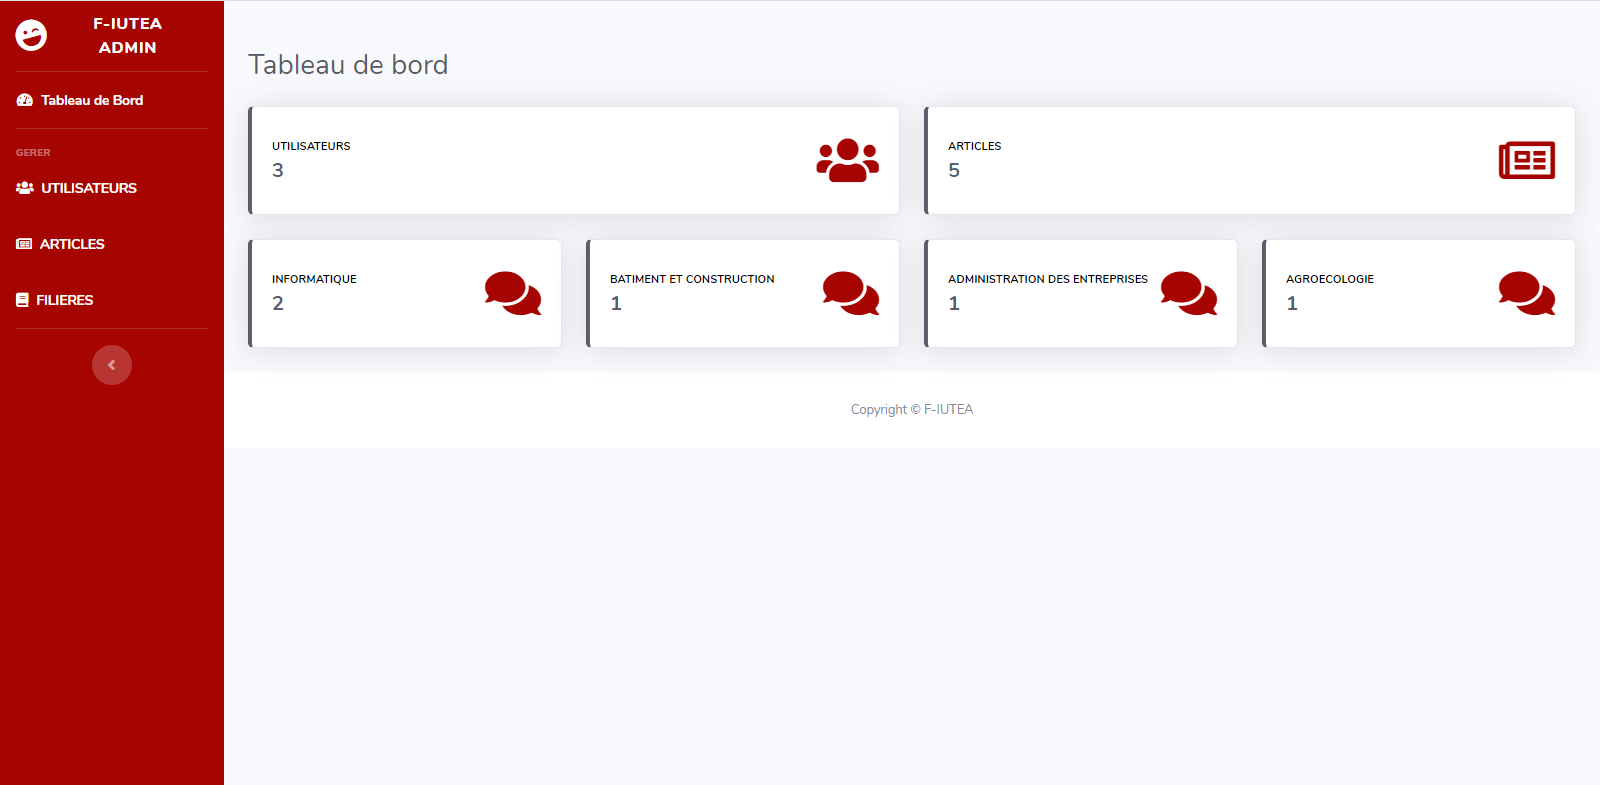 F-IUTEA
ADMIN
Tableau de Bord
GERER
UTILISATEURS
ARTICLES
FILIERES
Tableau de bord
UTILISATEURS
3
ARTICLES
5
INFORMATIQUE
2
BATIMENT ET CONSTRUCTION
1
ADMINISTRATION DES ENTREPRISES
1
AGROECOLOGIE
1
Copyright © F-IUTEA